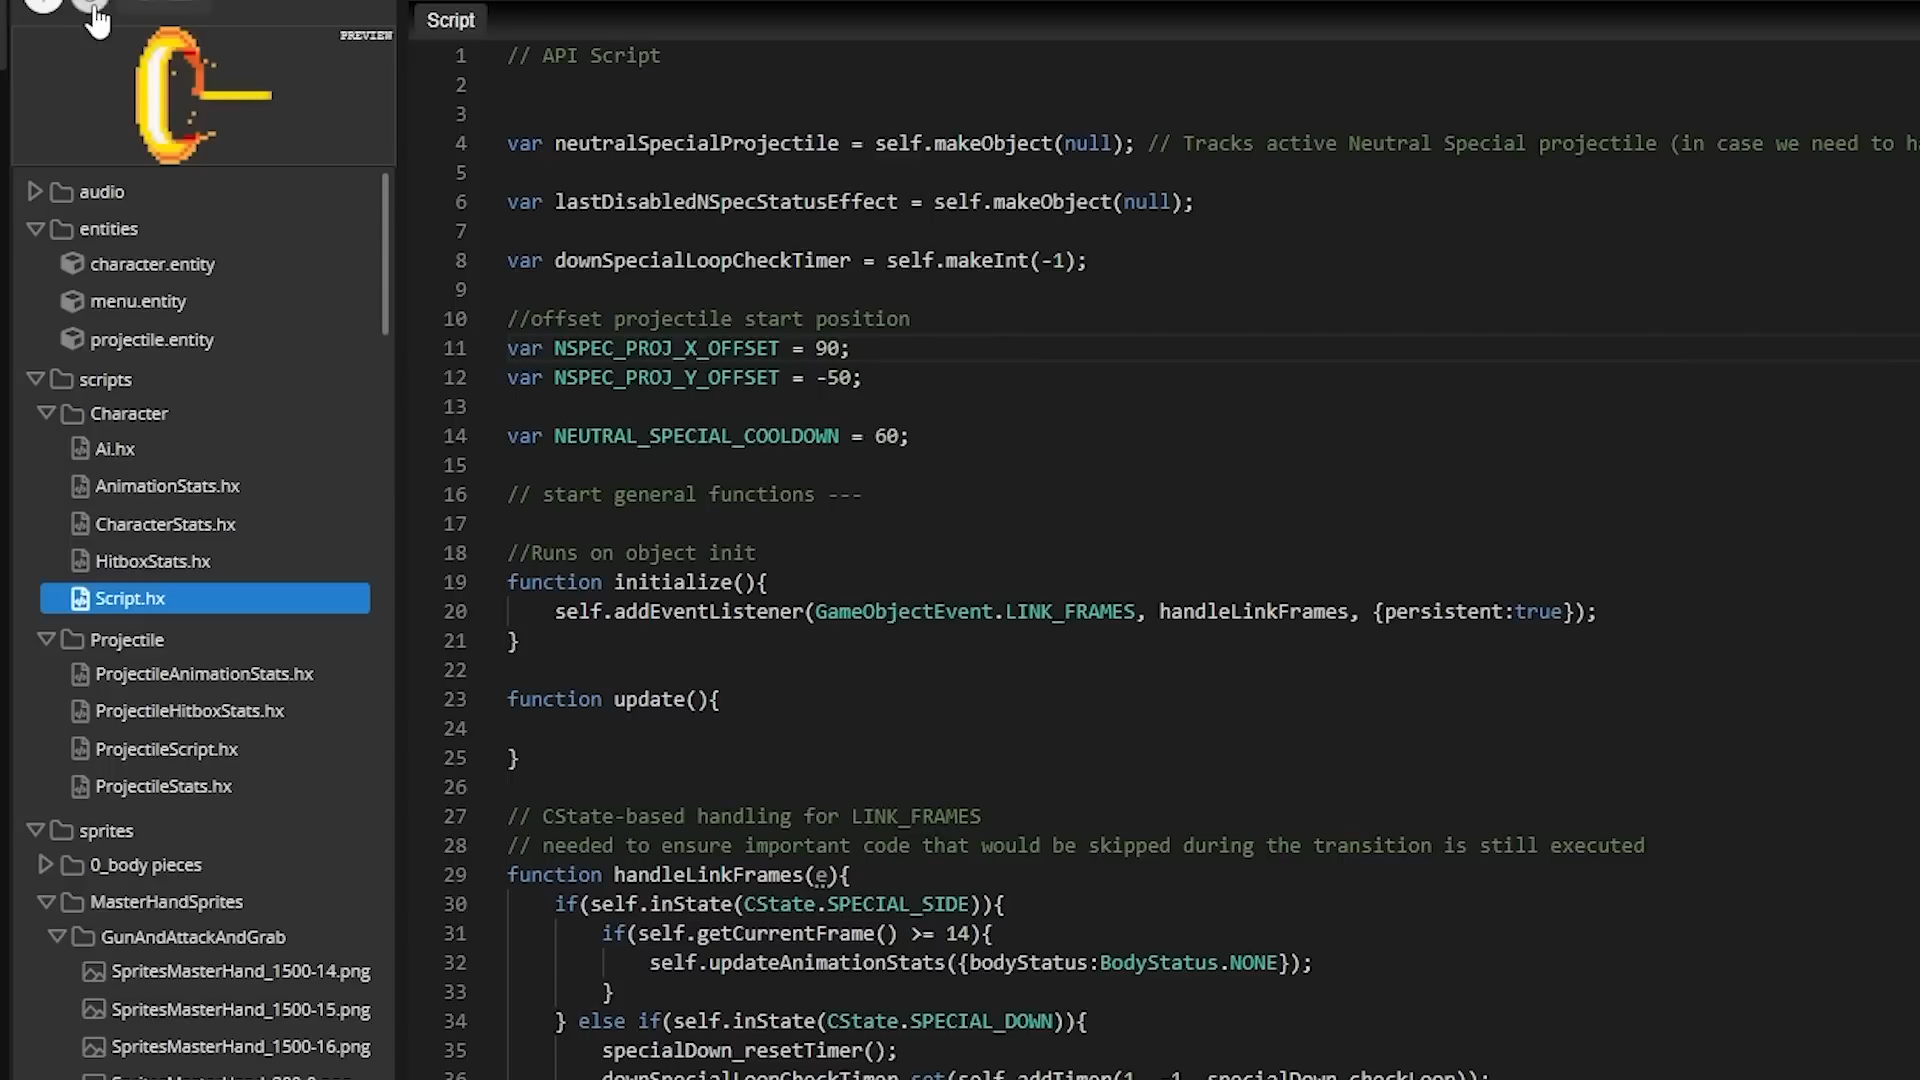 PREVIEW
audio
entities
character.entity
menu.entity
projectile.entity
scripts
Character
Ai.hx
AnimationStats.hx
CharacterStats.hx
HitboxStats.hx
Script.hx
Projectile
ProjectileAnimationStats.hx
ProjectileHitboxStats.hx
ProjectileScript.hx
ProjectileStats.hx
sprites
0_body pieces
MasterHandSprites
GunAndAttackAndGrab
SpritesMasterHand_1500-14.png
SpritesMasterHand_1500-15.png
SpritesMasterHand_1500-16.png
Script
1 // API Script
2
3
4 var neutralSpecialProjectile = self.makeObject(null); // Tracks active Neutral Special projectile (in case we need to h
5
6 var lastDisabledNSpecStatusEffect = self.makeObject(null);
7
8 var downSpecialLoopCheckTimer = self.makeInt(-1);
9
10 //offset projectile start position
11 var NSPEC_PROJ_X_OFFSET = 90;
12 var NSPEC_PROJ_Y_OFFSET = -50;
13
14 var NEUTRAL_SPECIAL_COOLDOWN = 60;
15
16 // start general functions ---
17
18 //Runs on object init
19 function initialize(){
20 self.addEventListener(GameObjectEvent.LINK_FRAMES, handleLinkFrames, {persistent:true});
21 }
22
23 function update(){
24
25 }
26
27 // CState-based handling for LINK_FRAMES
28 // needed to ensure important code that would be skipped during the transition is still executed
29 function handleLinkFrames(e){
30 if(self.inState(CState.SPECIAL_SIDE)){
31 if(self.getCurrentFrame() >= 14){
32 self.updateAnimationStats({bodyStatus:BodyStatus.NONE});
33 }
34 } else if(self.inState(CState.SPECIAL_DOWN)){
35 specialDown_resetTimer();
36 downSpecialLoopCheckTimer.set(self.addTimer(1, -1, specialDown_checkLoop));